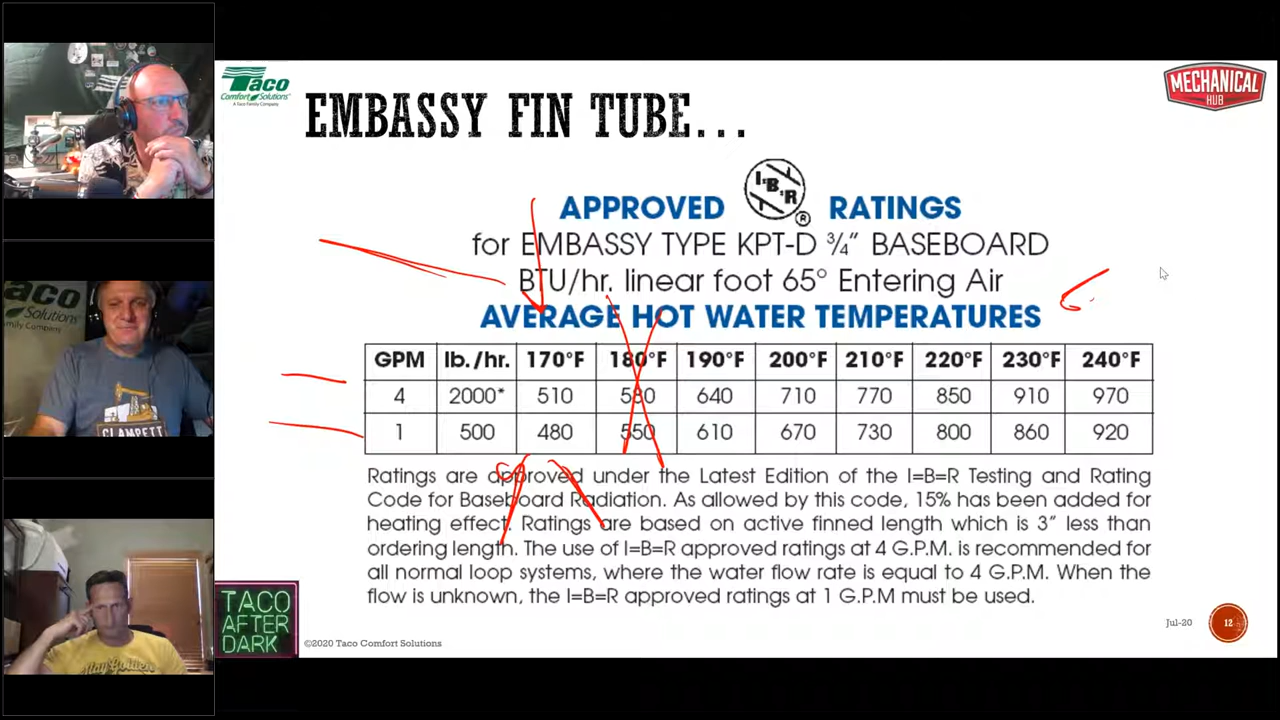 Taco
Comfort Solutions
A Taco Family Company
MECHANICAL
HUB
EMBASSY FIN TUBE...
APPROVED I=B=R ® RATINGS
for EMBASSY TYPE KPT-D ¾" BASEBOARD
BTU/hr. linear foot 65° Entering Air
AVERAGE HOT WATER TEMPERATURES
GPM lb./hr. 170°F 180°F 190°F 200°F 210°F 220°F 230°F 240°F
4 2000* 510 580 640 710 770 850 910 970
1 500 480 550 610 670 730 800 860 920
Ratings are approved under the Latest Edition of the I=B=R Testing and Rating
Code for Baseboard Radiation. As allowed by this code, 15% has been added for
heating effect. Ratings are based on active finned length which is 3" less than
ordering length. The use of I=B=R approved ratings at 4 G.P.M. is recommended for
all normal loop systems, where the water flow rate is equal to 4 G.P.M. When the
flow is unknown, the I=B=R approved ratings at 1 G.P.M must be used.
Jul-20 12
©2020 Taco Comfort Solutions
TACO
AFTER
DARK
Solutions
Family Company
CLAMPETT